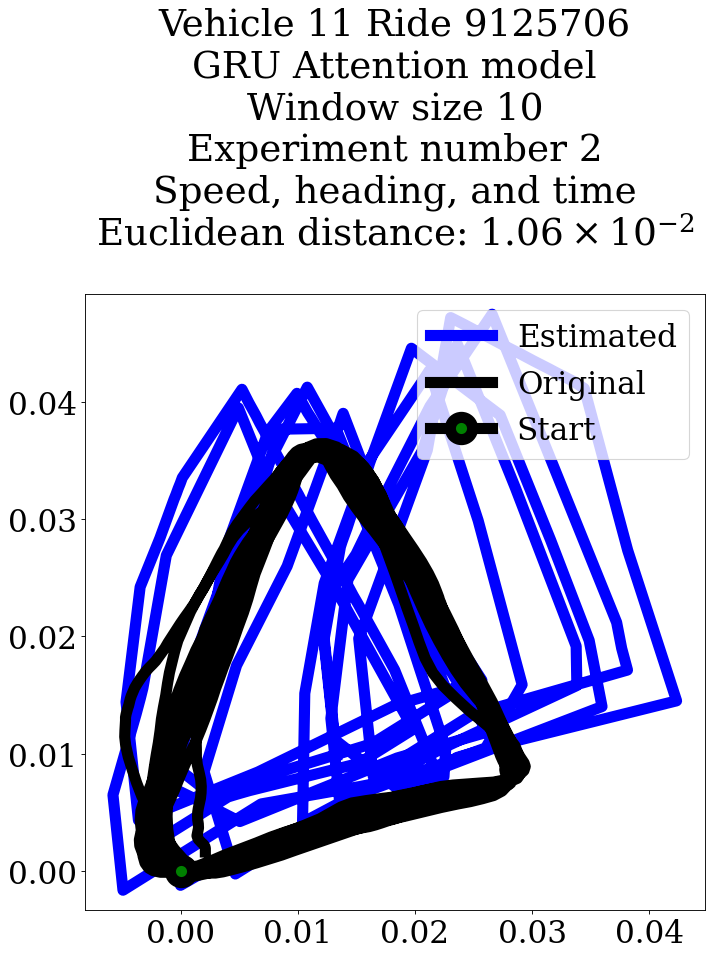 Vehicle 11 Ride 9125706
GRU Attention model
Window size 10
Experiment number 2
Speed, heading, and time
Euclidean distance: 1.06 × 10⁻²
Estimated
Original
Start
0.04
0.03
0.02
0.01
0.00
0.00 0.01 0.02 0.03 0.04